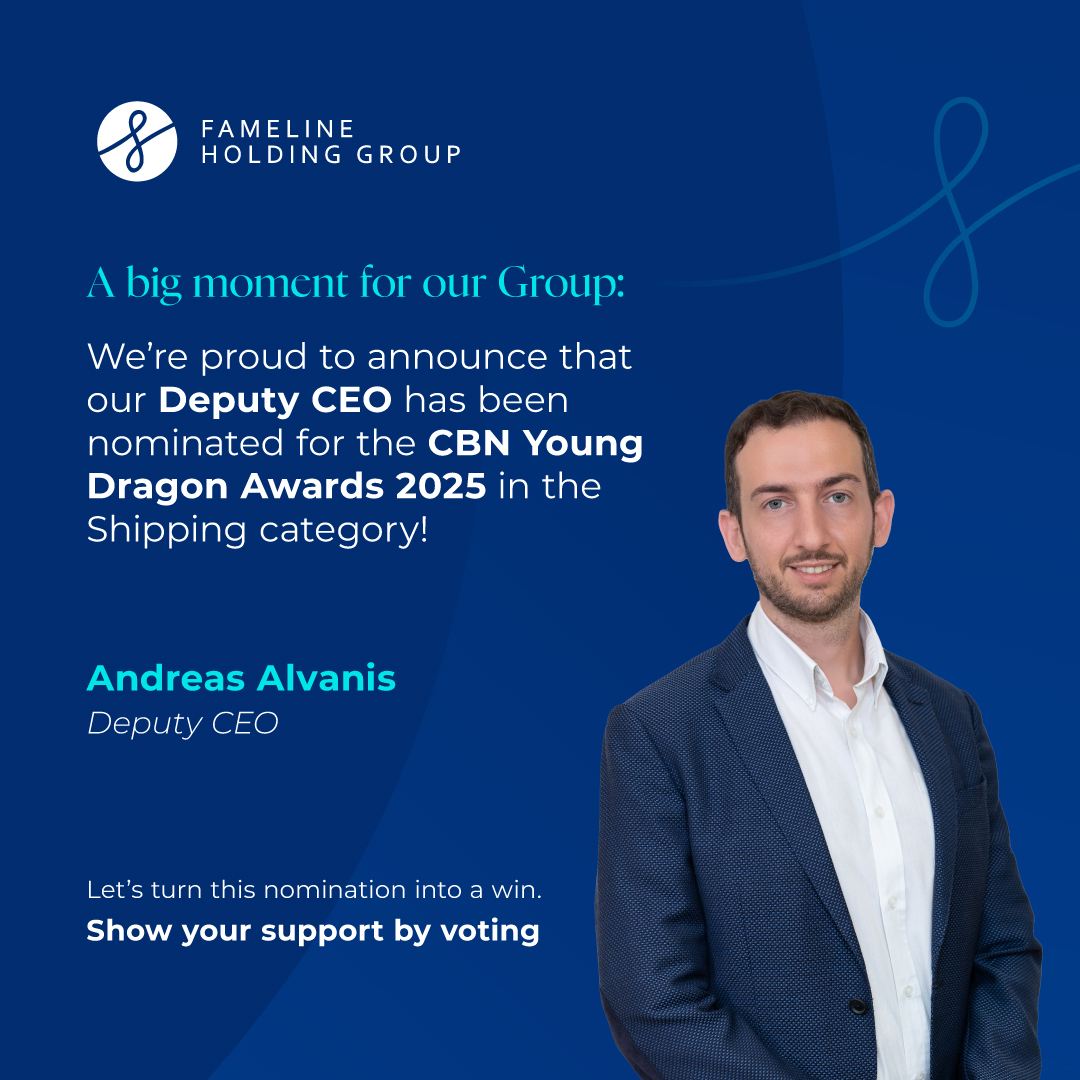 FAMELINE
HOLDING GROUP
A big moment for our Group:
We’re proud to announce that
our Deputy CEO has been
nominated for the CBN Young
Dragon Awards 2025 in the
Shipping category!
Andreas Alvanis
Deputy CEO
Let’s turn this nomination into a win.
Show your support by voting